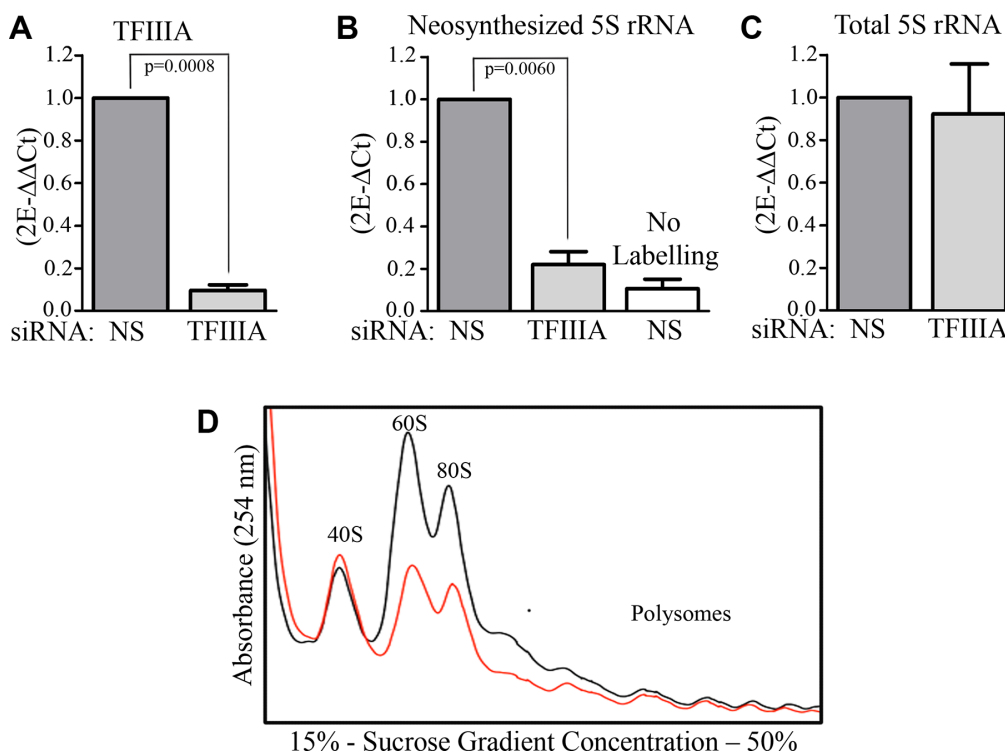 A
TFIIIA
(2E-ΔΔCt)
1.2
1.0
0.8
0.6
0.4
0.2
0.0
p=0.0008
siRNA: NS TFIIIA
B
Neosynthesized 5S rRNA
(2E-ΔCt)
1.2
1.0
0.8
0.6
0.4
0.2
0.0
p=0.0060
No
Labelling
siRNA: NS TFIIIA NS
C
Total 5S rRNA
(2E-ΔΔCt)
1.2
1.0
0.8
0.6
0.4
0.2
0.0
siRNA: NS TFIIIA
D
Absorbance (254 nm)
40S
60S
80S
Polysomes
15% - Sucrose Gradient Concentration – 50%